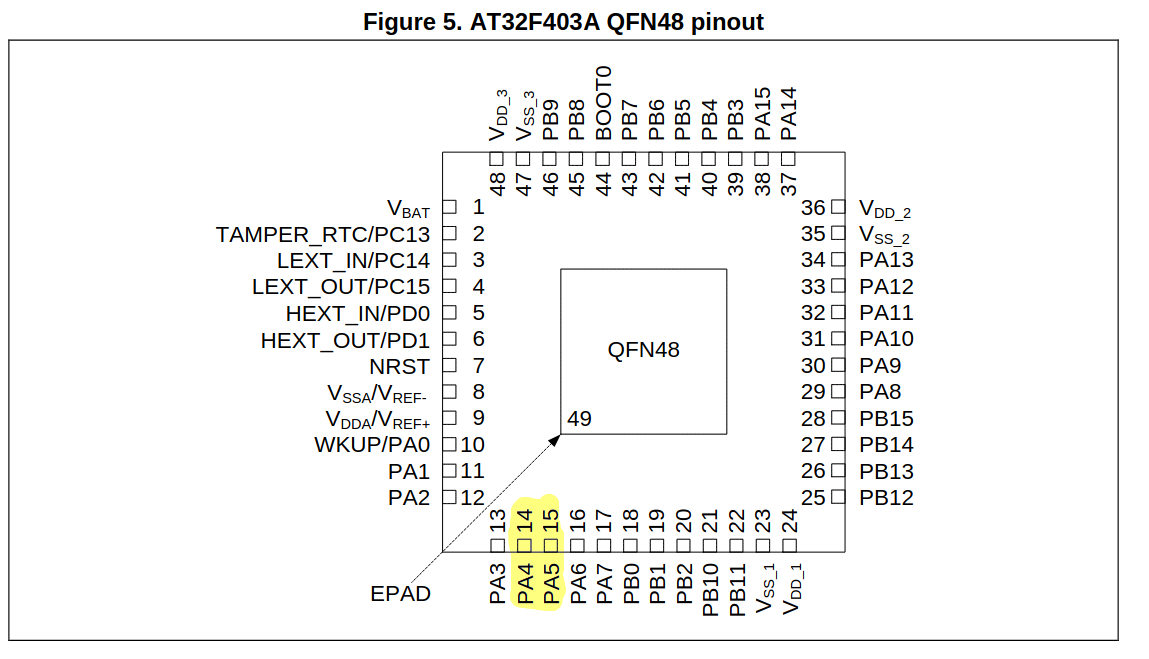 Figure 5. AT32F403A QFN48 pinout
VDD_3
VSS_3
PB9
PB8
BOOT0
PB7
PB6
PB5
PB4
PB3
PA15
PA14
48
47
46
45
44
43
42
41
40
39
38
37
VBAT 1
TAMPER_RTC/PC13 2
LEXT_IN/PC14 3
LEXT_OUT/PC15 4
HEXT_IN/PD0 5
HEXT_OUT/PD1 6
NRST 7
VSSA/VREF- 8
VDDA/VREF+ 9
WKUP/PA0 10
PA1 11
PA2 12
QFN48
49
36 VDD_2
35 VSS_2
34 PA13
33 PA12
32 PA11
31 PA10
30 PA9
29 PA8
28 PB15
27 PB14
26 PB13
25 PB12
13
14
15
16
17
18
19
20
21
22
23
24
EPAD
PA3
PA4
PA5
PA6
PA7
PB0
PB1
PB2
PB10
PB11
VSS_1
VDD_1